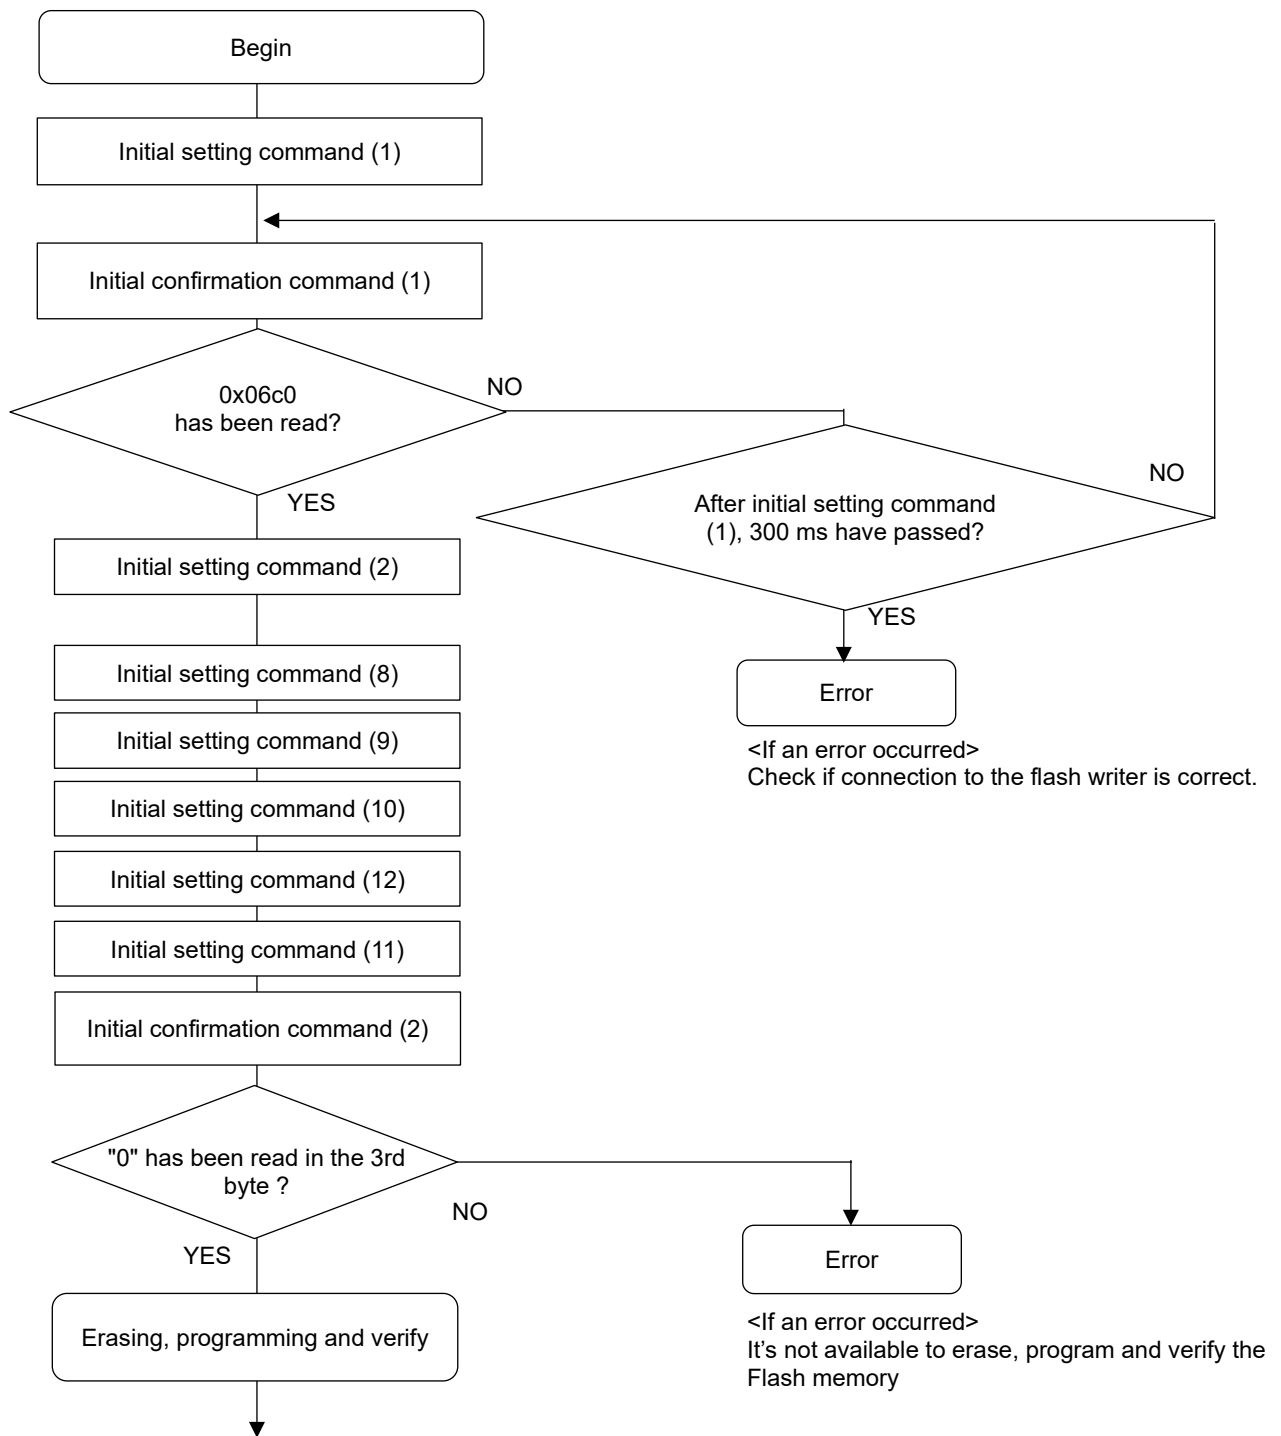 Begin
Initial setting command (1)
Initial confirmation command (1)
0x06c0
has been read?
NO
YES
After initial setting command
(1), 300 ms have passed?
NO
YES
Error
<If an error occurred>
Check if connection to the flash writer is correct.
Initial setting command (2)
Initial setting command (8)
Initial setting command (9)
Initial setting command (10)
Initial setting command (12)
Initial setting command (11)
Initial confirmation command (2)
"0" has been read in the 3rd
byte ?
NO
YES
Error
<If an error occurred>
It’s not available to erase, program and verify the
Flash memory
Erasing, programming and verify